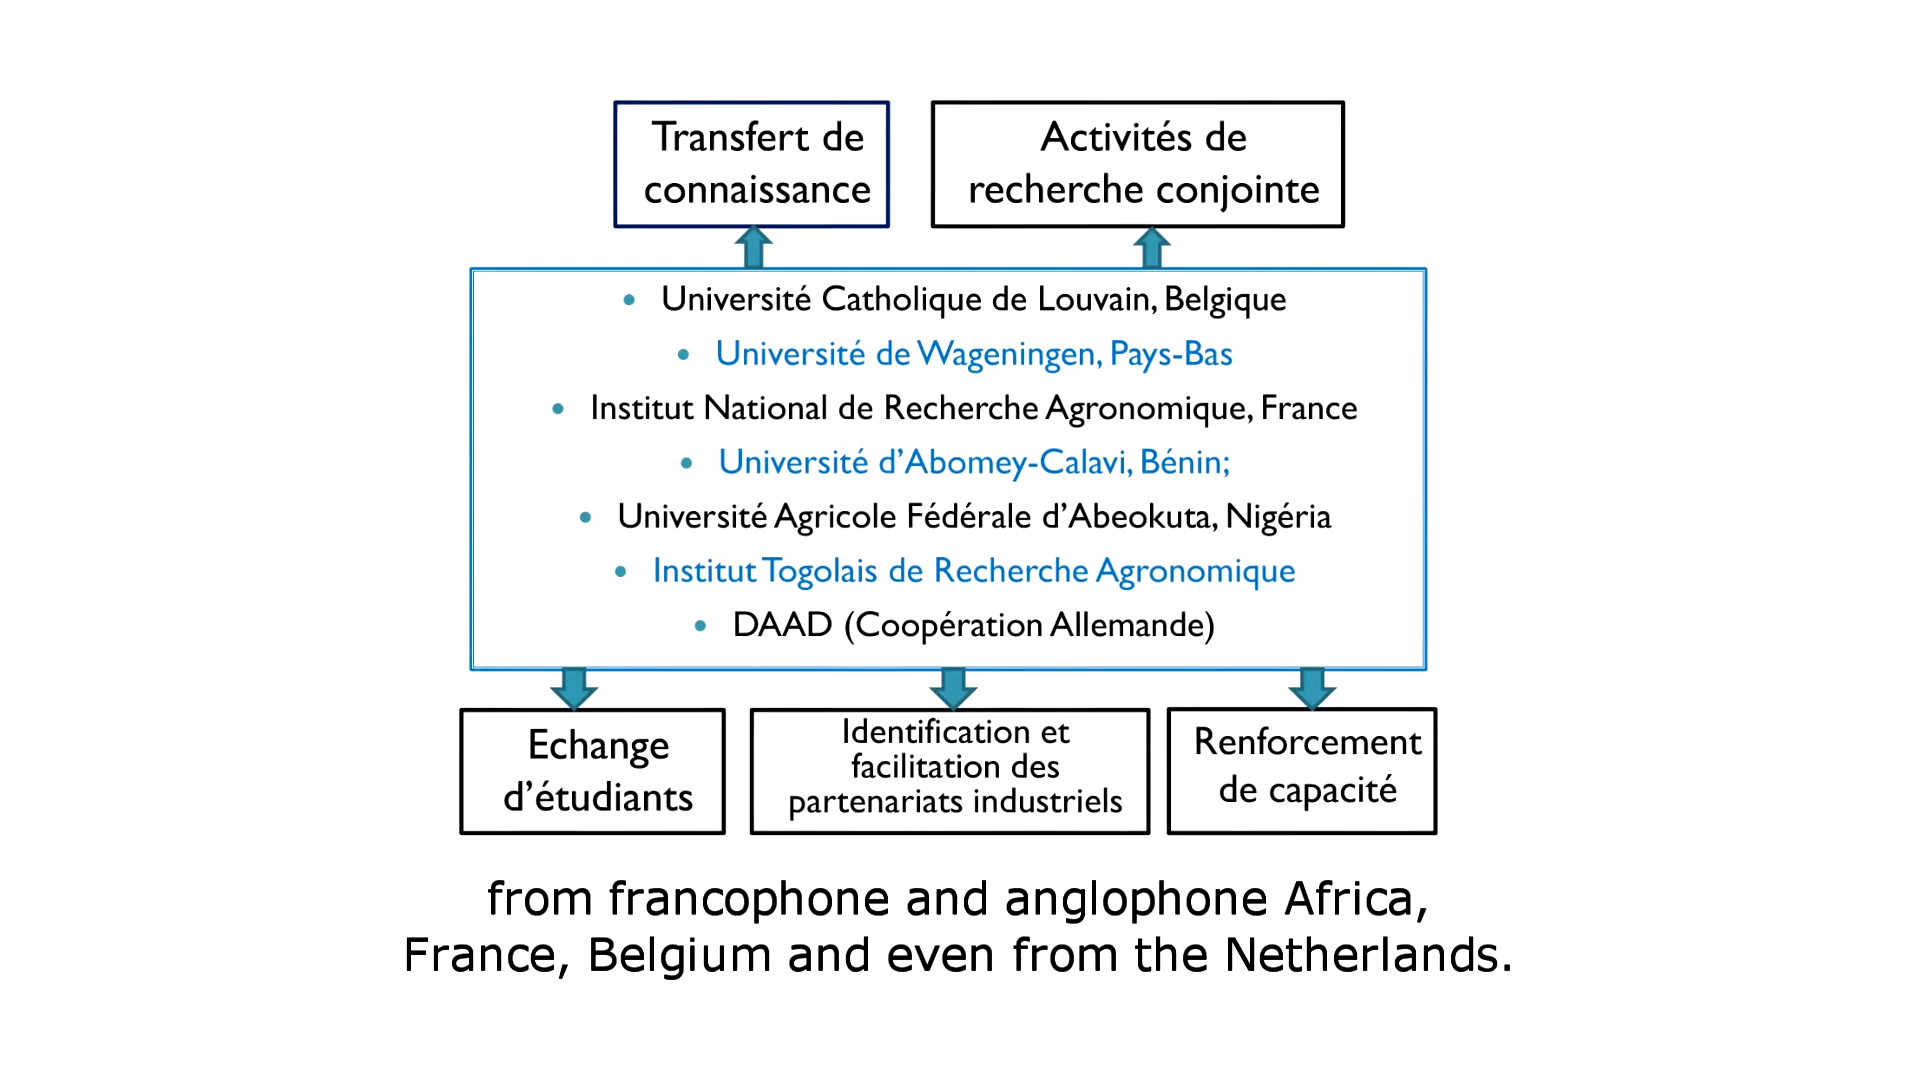 Transfert de
connaissance
Activités de
recherche conjointe
• Université Catholique de Louvain, Belgique
• Université de Wageningen, Pays-Bas
• Institut National de Recherche Agronomique, France
• Université d’Abomey-Calavi, Bénin;
• Université Agricole Fédérale d’Abeokuta, Nigéria
• Institut Togolais de Recherche Agronomique
• DAAD (Coopération Allemande)
Echange
d’étudiants
Identification et
facilitation des
partenariats industriels
Renforcement
de capacité
from francophone and anglophone Africa,
France, Belgium and even from the Netherlands.